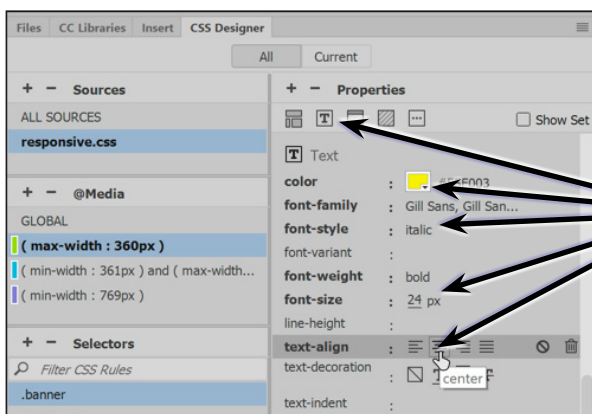 Files CC Libraries Insert CSS Designer
All Current
+ − Sources
ALL SOURCES
responsive.css
+ − @Media
GLOBAL
( max-width : 360px )
( min-width : 361px ) and ( max-width...
( min-width : 769px )
+ − Selectors
Filter CSS Rules
.banner
+ − Properties
T Show Set
T Text
color :
font-family : Gill Sans, Gill San...
font-style : italic
font-variant :
font-weight : bold
font-size : 24 px
line-height :
text-align :
text-decoration :
center
text-indent :